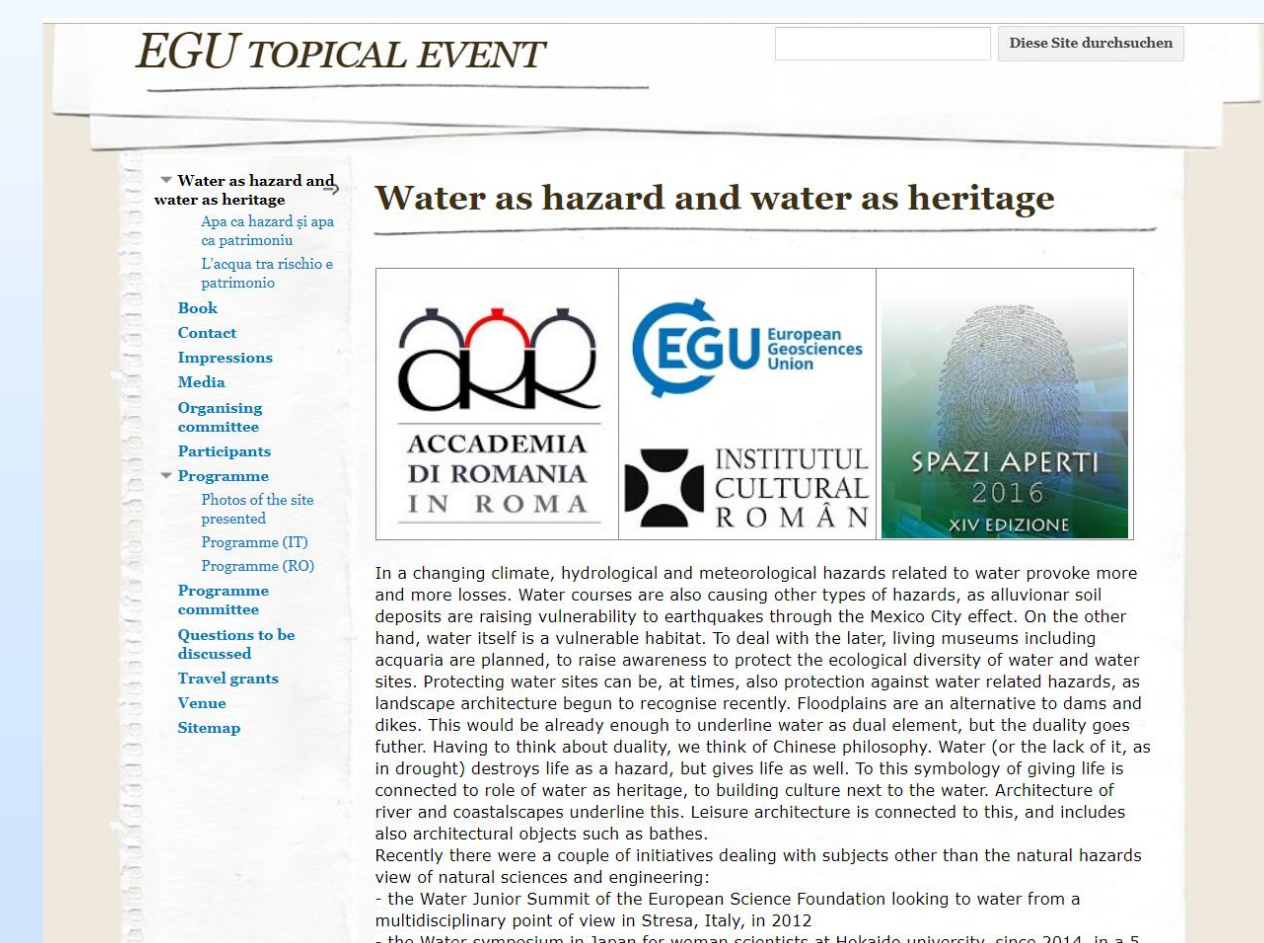 EGU TOPICAL EVENT
Diese Site durchsuchen
Water as hazard and
water as heritage
Apa ca hazard și apa
ca patrimoniu
L'acqua tra rischio e
patrimonio
Book
Contact
Impressions
Media
Organising
committee
Participants
Programme
Photos of the site
presented
Programme (IT)
Programme (RO)
Programme
committee
Questions to be
discussed
Travel grants
Venue
Sitemap
Water as hazard and water as heritage
ACCADEMIA
DI ROMANIA
IN ROMA
EGU European
Geosciences
Union
INSTITUTUL
CULTURAL
ROMÂN
SPAZI APERTI
2016
XIV EDIZIONE
In a changing climate, hydrological and meteorological hazards related to water provoke more
and more losses. Water courses are also causing other types of hazards, as alluvionar soil
deposits are raising vulnerability to earthquakes through the Mexico City effect. On the other
hand, water itself is a vulnerable habitat. To deal with the later, living museums including
acquaria are planned, to raise awareness to protect the ecological diversity of water and water
sites. Protecting water sites can be, at times, also protection against water related hazards, as
landscape architecture begun to recognise recently. Floodplains are an alternative to dams and
dikes. This would be already enough to underline water as dual element, but the duality goes
futher. Having to think about duality, we think of Chinese philosophy. Water (or the lack of it, as
in drought) destroys life as a hazard, but gives life as well. To this symbology of giving life is
connected to role of water as heritage, to building culture next to the water. Architecture of
river and coastalscapes underline this. Leisure architecture is connected to this, and includes
also architectural objects such as bathes.
Recently there were a couple of initiatives dealing with subjects other than the natural hazards
view of natural sciences and engineering:
- the Water Junior Summit of the European Science Foundation looking to water from a
multidisciplinary point of view in Stresa, Italy, in 2012
- the Water symposium in Japan for woman scientists at Hokaido university, since 2014, in a 5